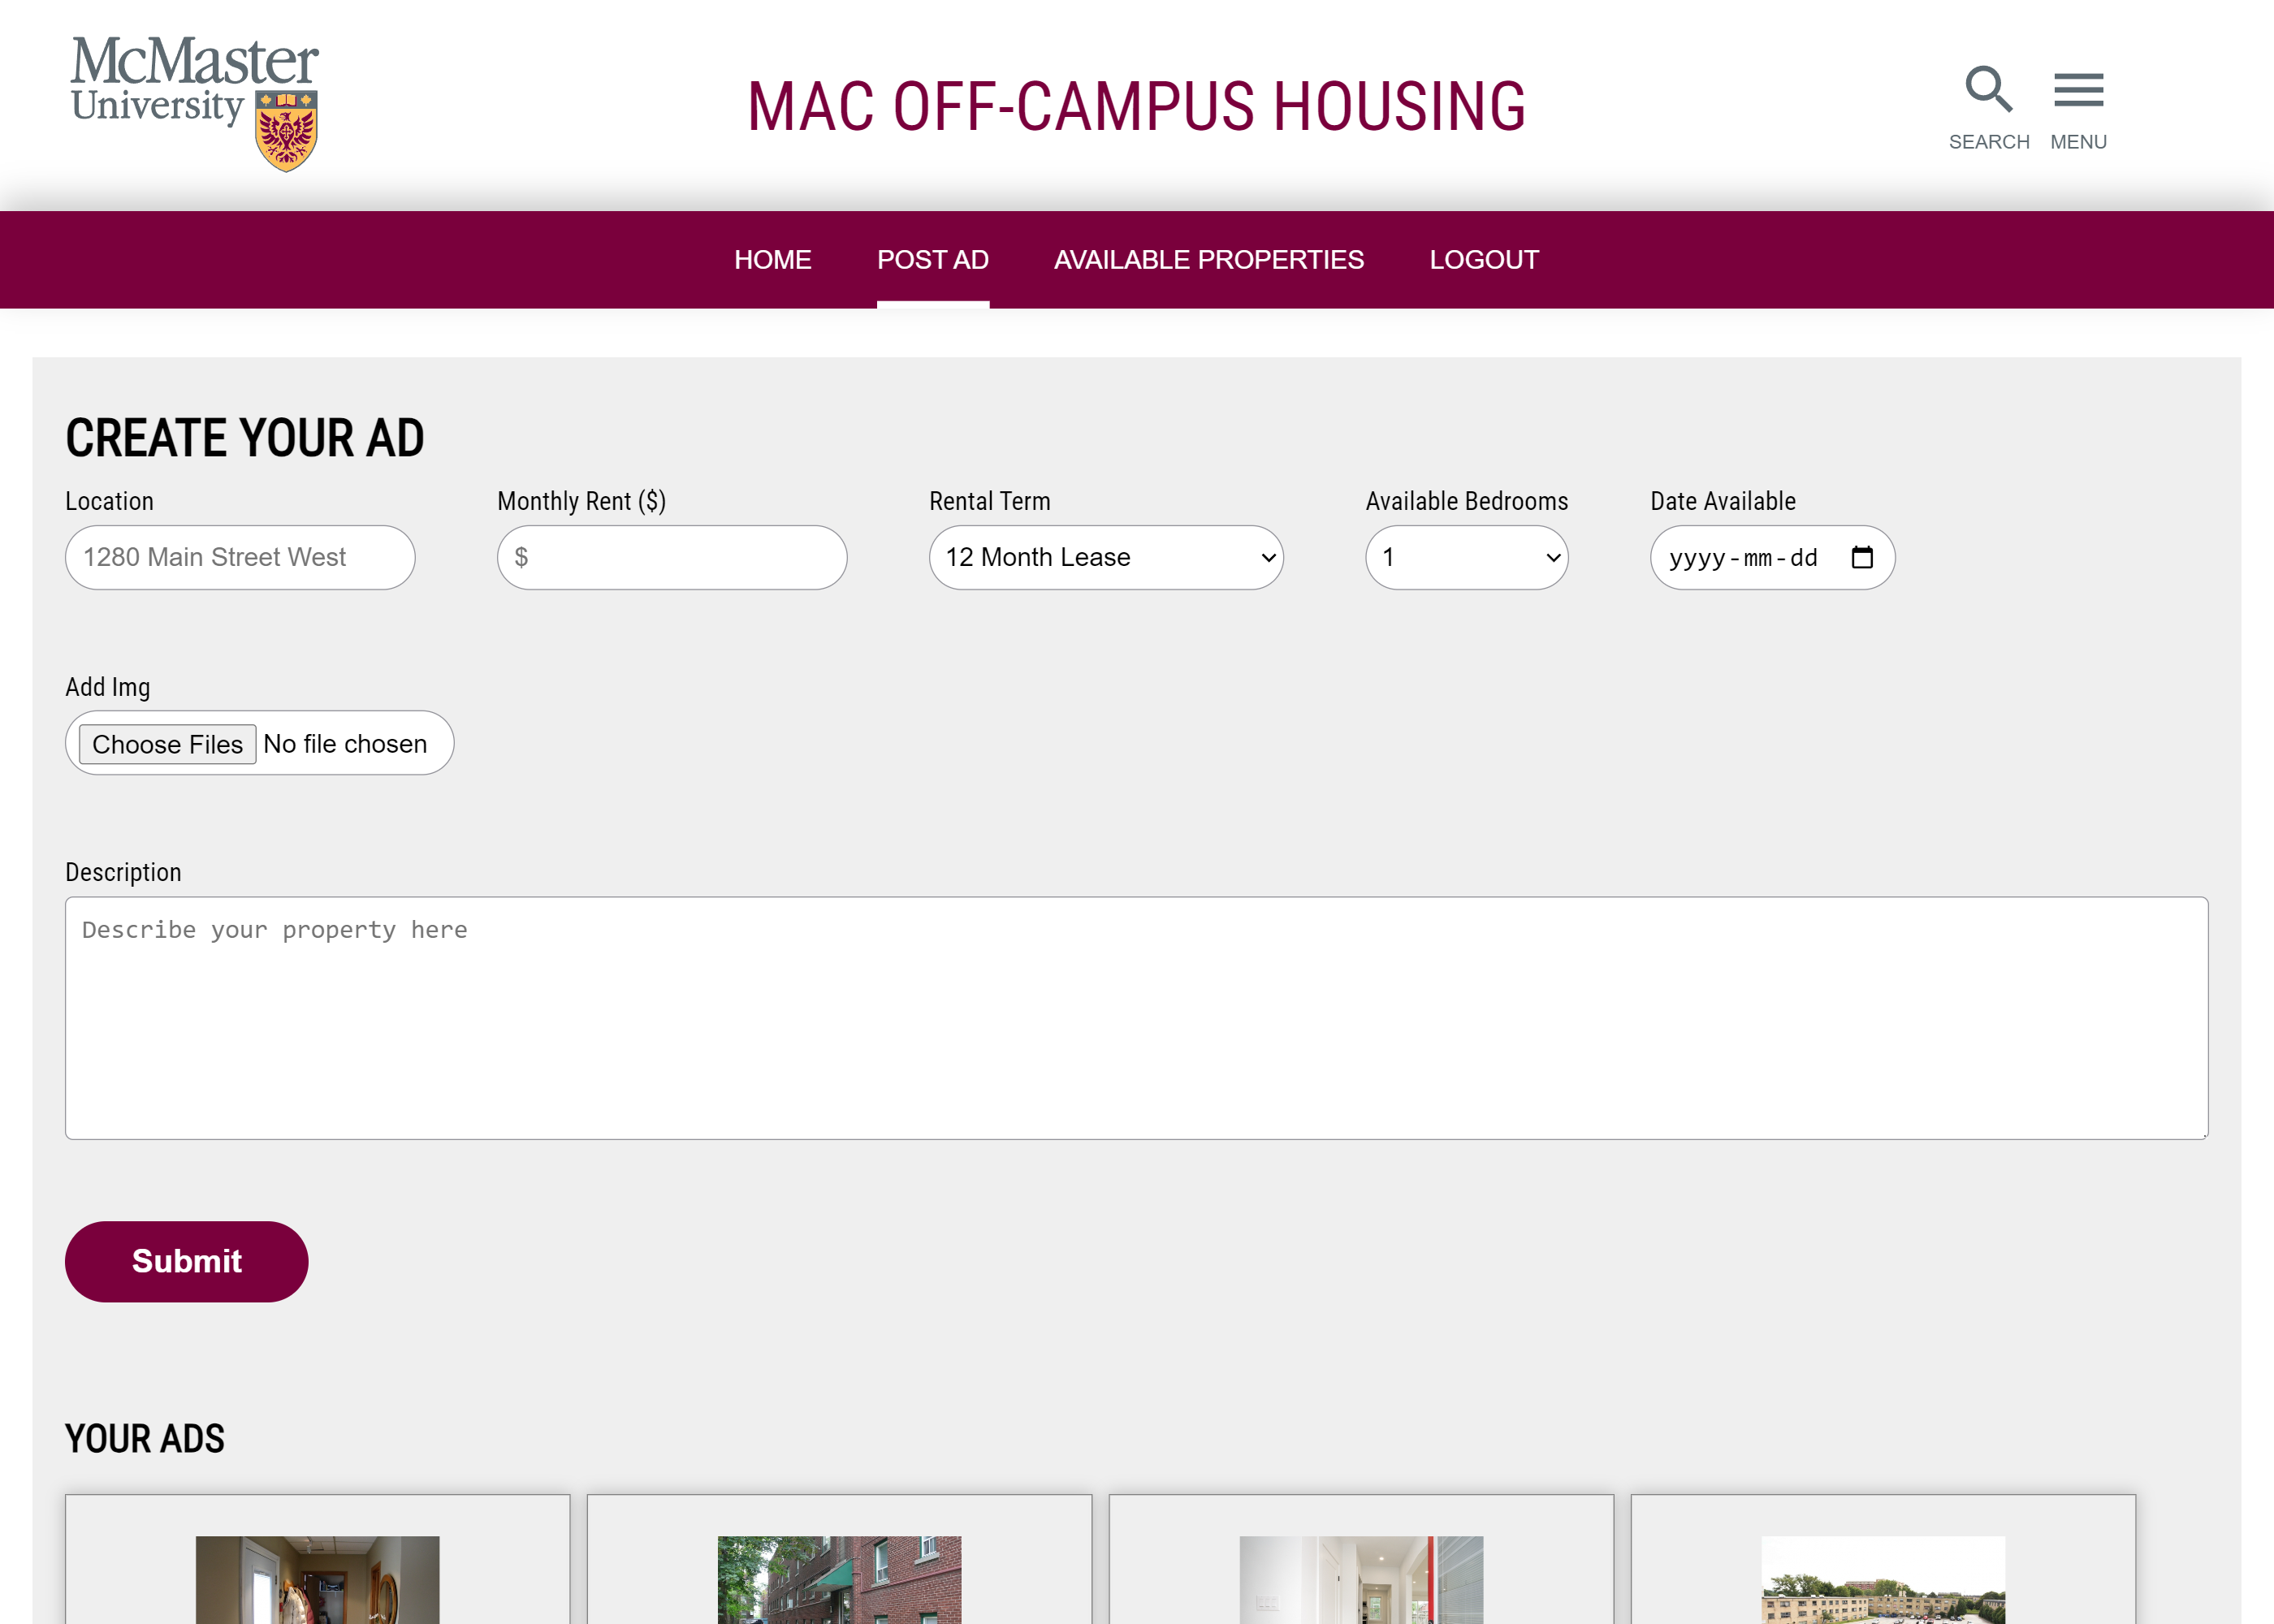 McMaster
University
MAC OFF-CAMPUS HOUSING
SEARCH MENU
HOME POST AD AVAILABLE PROPERTIES LOGOUT
CREATE YOUR AD
Location Monthly Rent ($) Rental Term Available Bedrooms Date Available
1280 Main Street West $ 12 Month Lease 1 yyyy-mm-dd
Add Img
Choose Files No file chosen
Description
Describe your property here
Submit
YOUR ADS